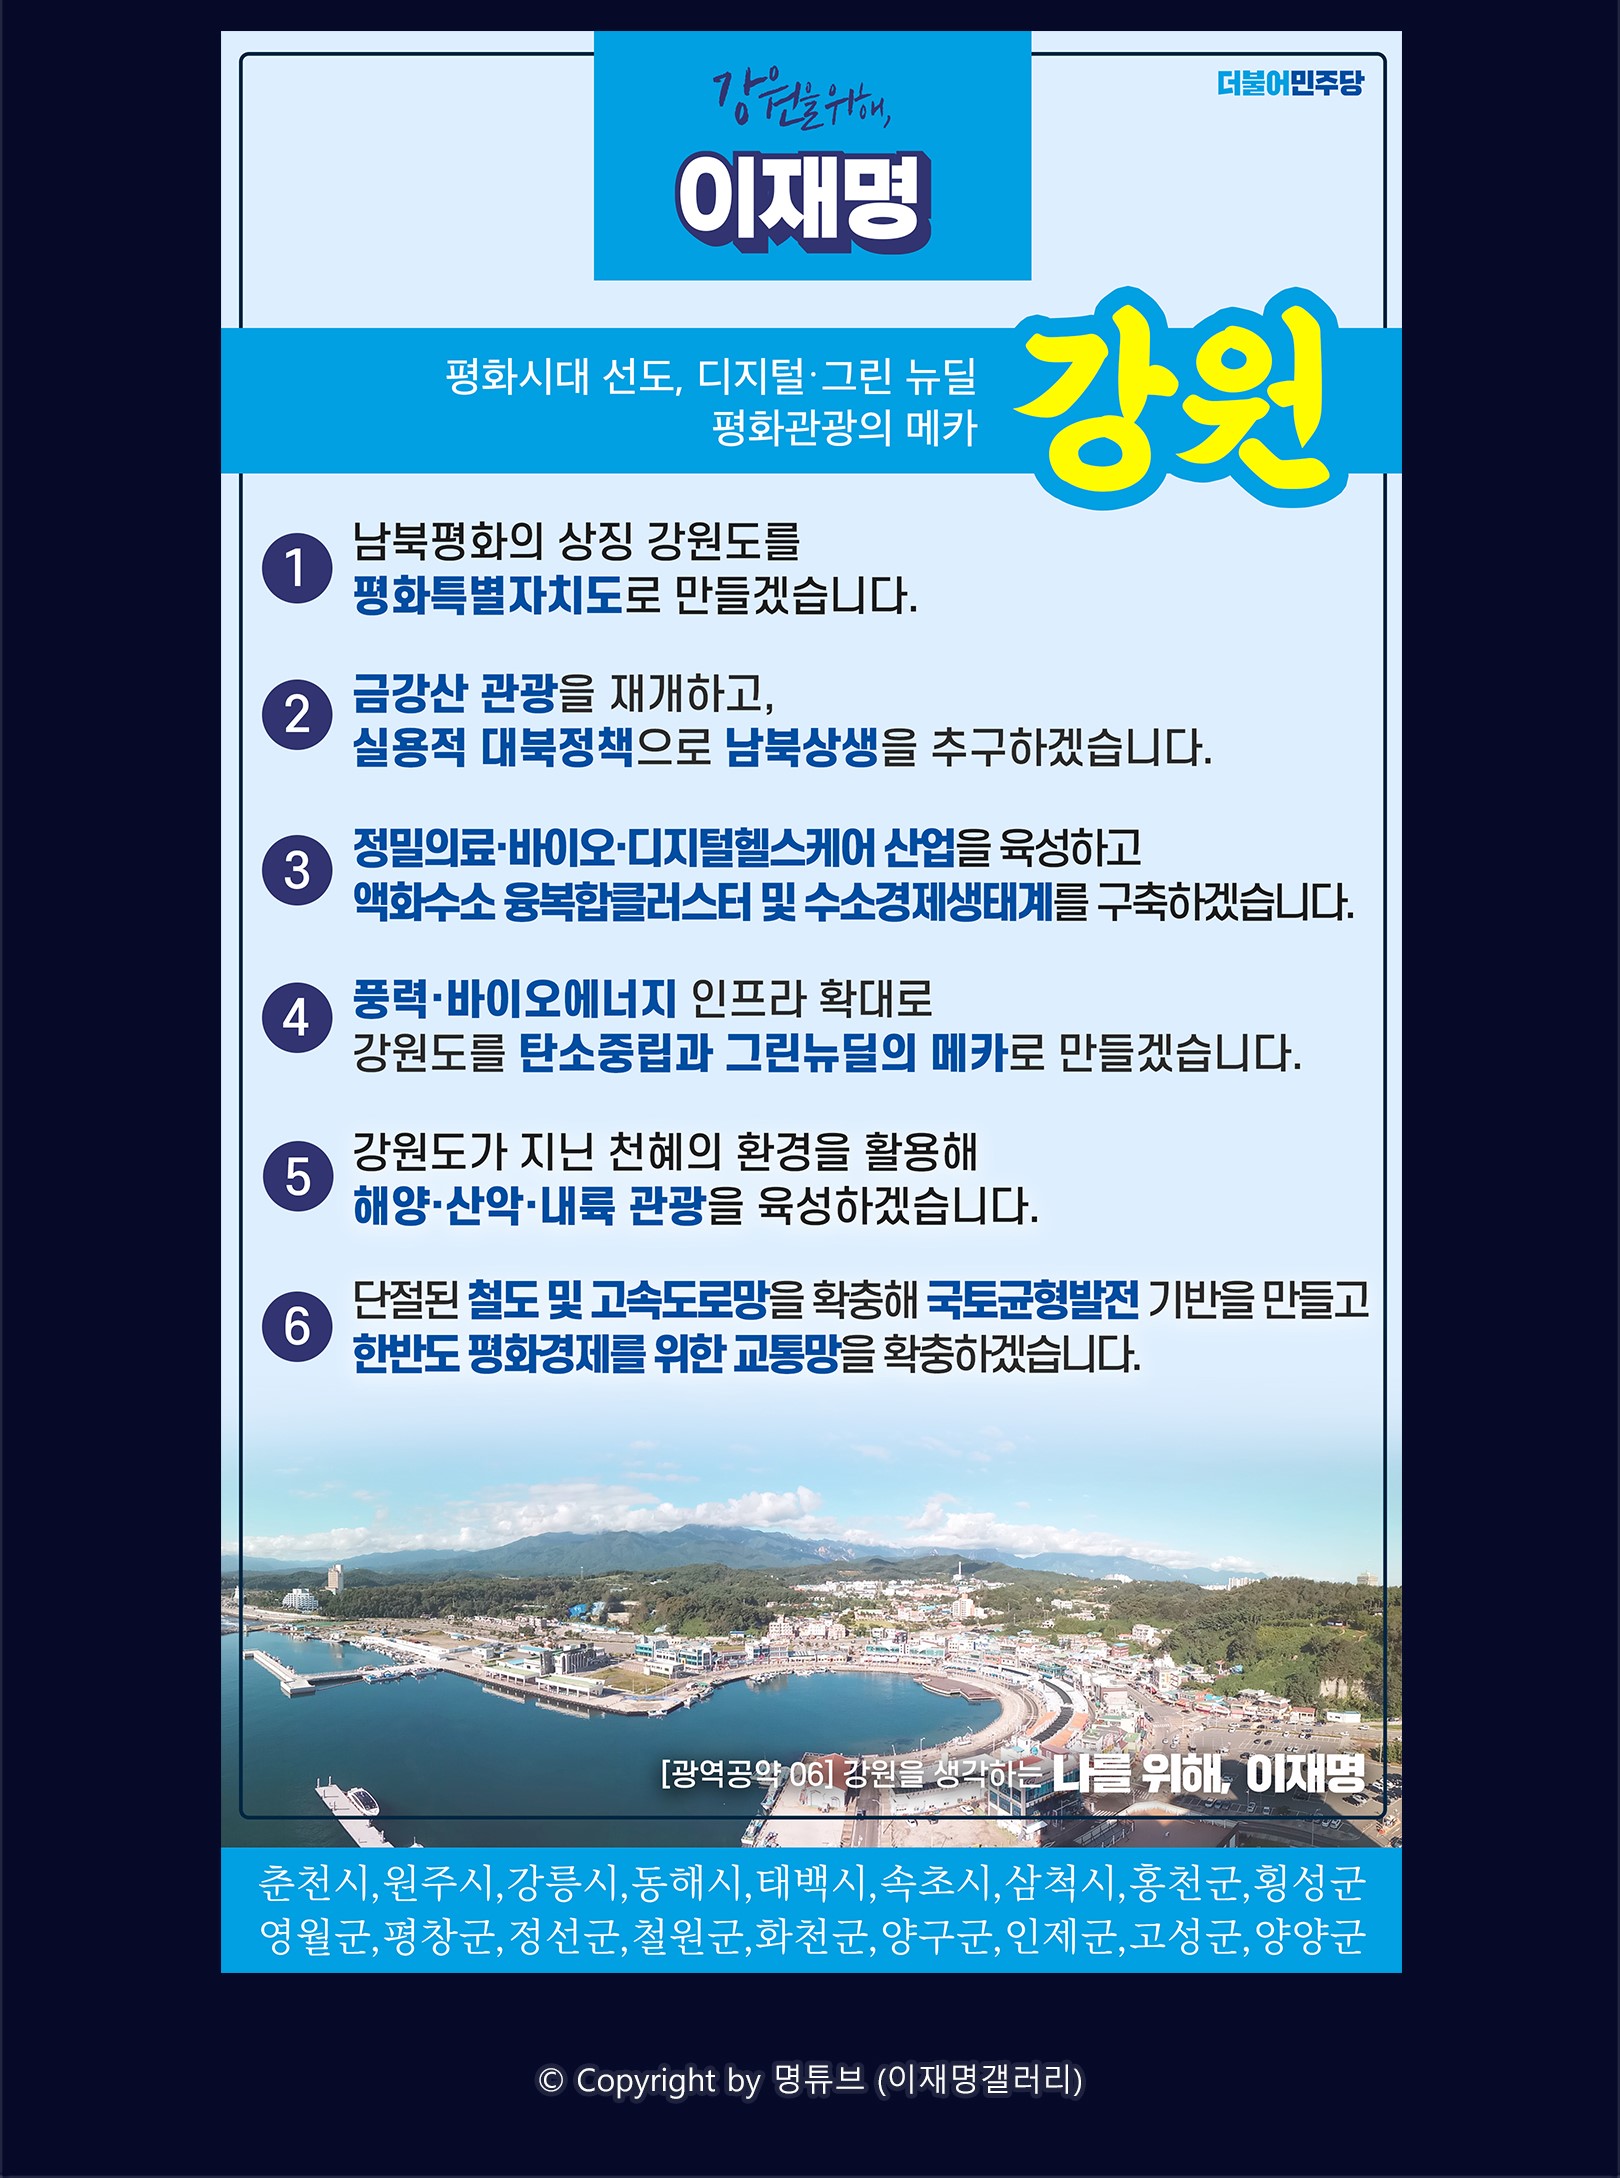 강원을 위해,
더불어민주당
이재명
평화시대 선도, 디지털·그린 뉴딜
평화관광의 메카
강원
1
남북평화의 상징 강원도를
평화특별자치도로 만들겠습니다.
2
금강산 관광을 재개하고,
실용적 대북정책으로 남북상생을 추구하겠습니다.
3
정밀의료·바이오·디지털헬스케어 산업을 육성하고
액화수소 융복합클러스터 및 수소경제생태계를 구축하겠습니다.
4
풍력·바이오에너지 인프라 확대로
강원도를 탄소중립과 그린뉴딜의 메카로 만들겠습니다.
5
강원도가 지닌 천혜의 환경을 활용해
해양·산악·내륙 관광을 육성하겠습니다.
6
단절된 철도 및 고속도로망을 확충해 국토균형발전 기반을 만들고
한반도 평화경제를 위한 교통망을 확충하겠습니다.
[광역공약 06] 강원을 생각하는 나를 위해, 이재명
춘천시,원주시,강릉시,동해시,태백시,속초시,삼척시,홍천군,횡성군
영월군,평창군,정선군,철원군,화천군,양구군,인제군,고성군,양양군
© Copyright by 명튜브 (이재명갤러리)